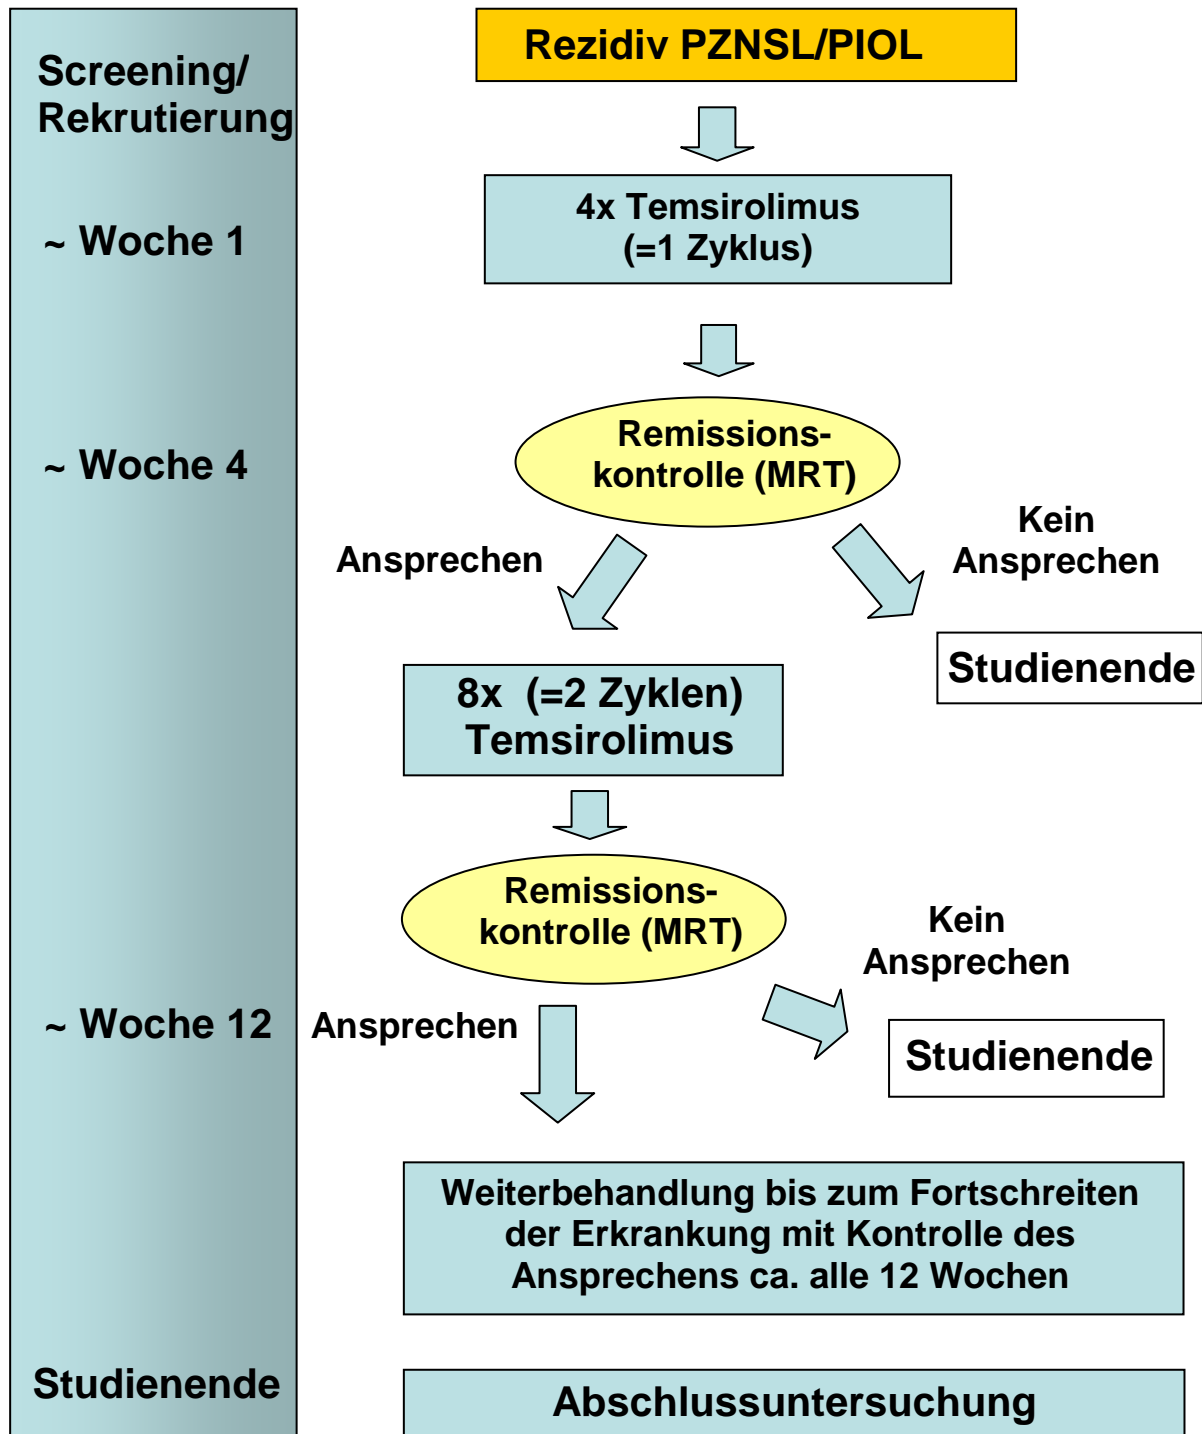 Screening/
Rekrutierung
Rezidiv PZNSL/PIOL
~ Woche 1
4x Temsirolimus
(=1 Zyklus)
~ Woche 4
Remissions-
kontrolle (MRT)
Ansprechen
Kein
Ansprechen
Studienende
8x (=2 Zyklen)
Temsirolimus
Remissions-
kontrolle (MRT)
Kein
Ansprechen
~ Woche 12
Ansprechen
Studienende
Weiterbehandlung bis zum Fortschreiten
der Erkrankung mit Kontrolle des
Ansprechens ca. alle 12 Wochen
Studienende
Abschlussuntersuchung